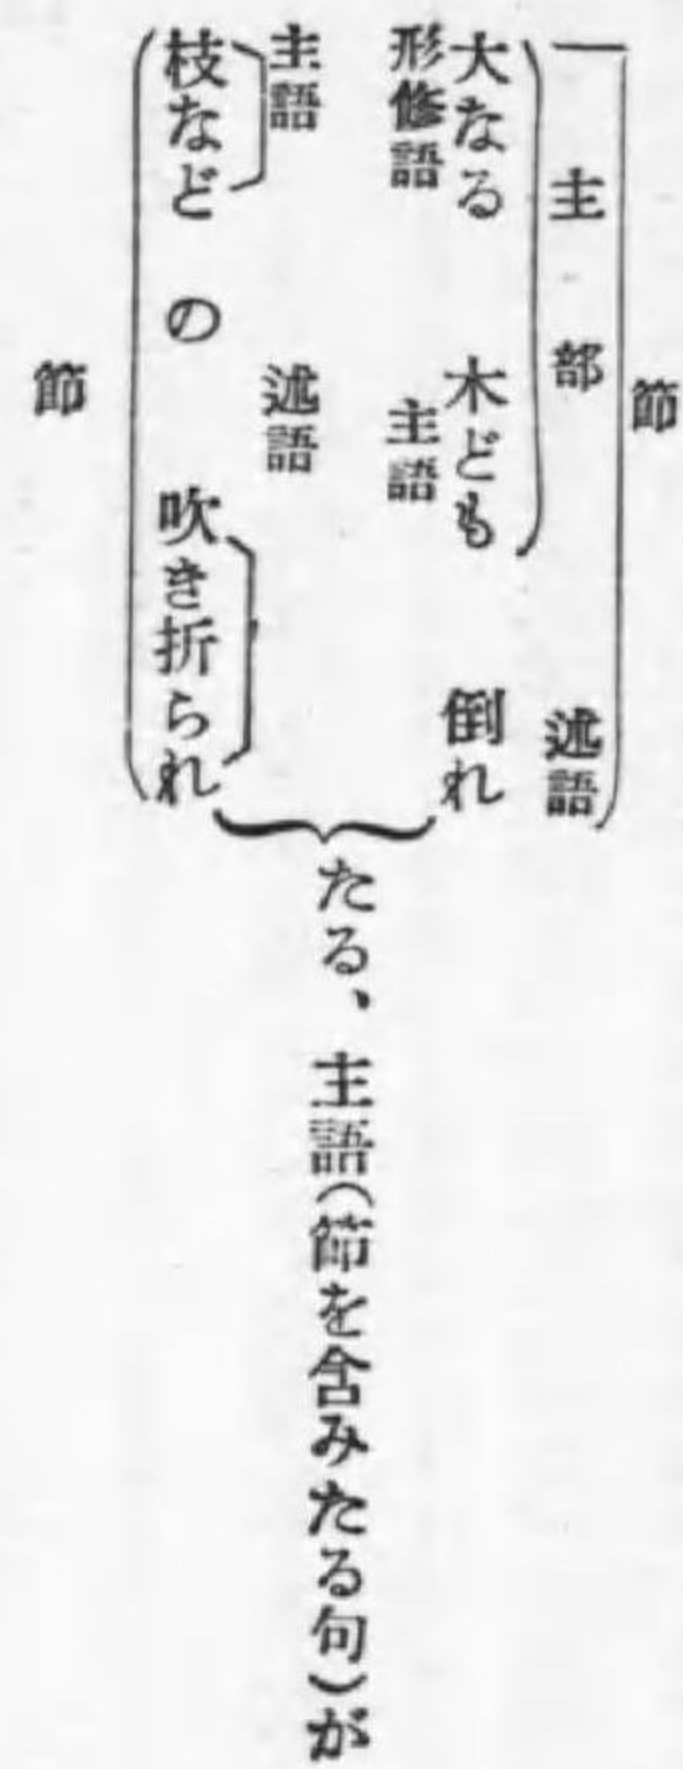 節
主部　述語
大なる　木ども　倒れ
形修語　主語
たる、主語（節を含みたる句）が
主語　述語
枝など　の　吹き折られ
節